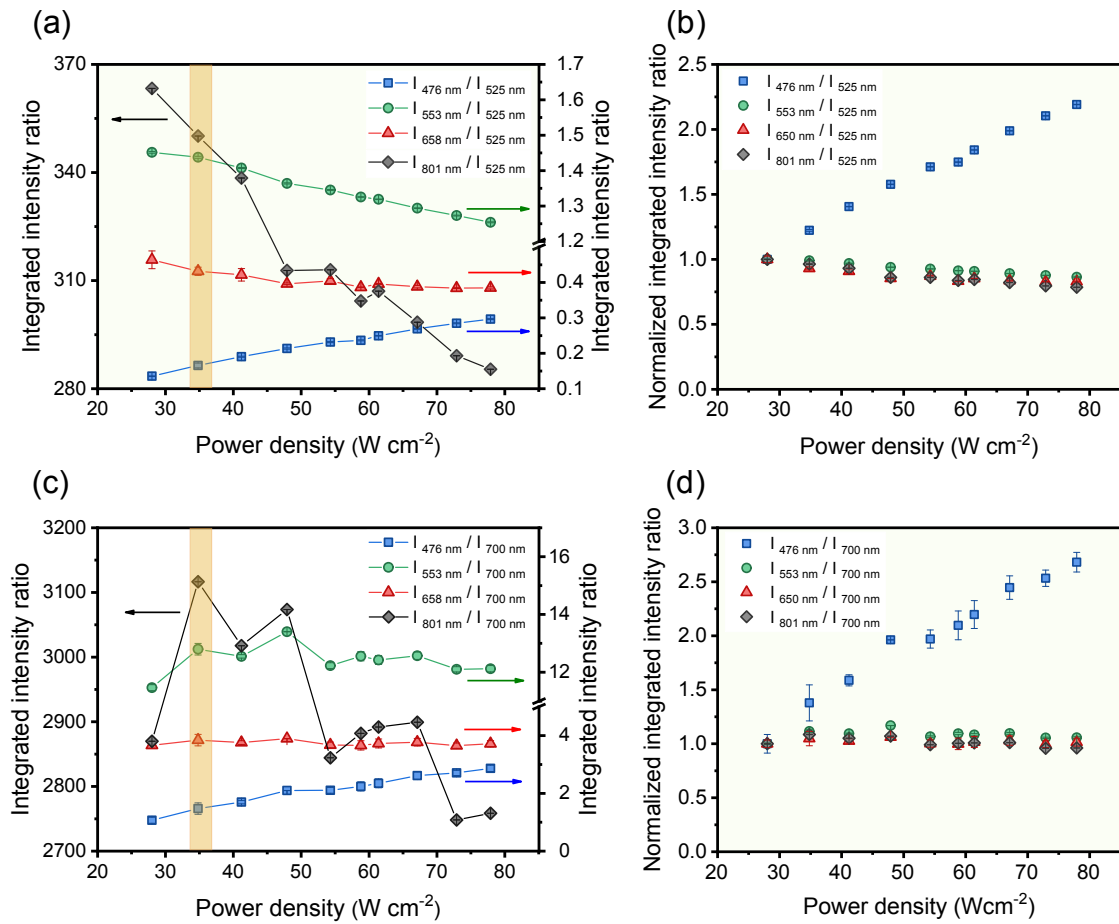 (a)
370
340
310
280
Integrated intensity ratio
1.7
1.6
1.5
1.4
1.3
1.2
0.4
0.3
0.2
0.1
Integrated intensity ratio
I 476 nm / I 525 nm
I 553 nm / I 525 nm
I 658 nm / I 525 nm
I 801 nm / I 525 nm
20 30 40 50 60 70 80
Power density (W cm-2)
(b)
2.5
2.0
1.5
1.0
0.5
0.0
Normalized integrated intensity ratio
I 476 nm / I 525 nm
I 553 nm / I 525 nm
I 650 nm / I 525 nm
I 801 nm / I 525 nm
20 30 40 50 60 70 80
Power density (W cm-2)
(c)
3200
3100
3000
2900
2800
2700
Integrated intensity ratio
16
14
12
4
2
0
Integrated intensity ratio
I 476 nm / I 700 nm
I 553 nm / I 700 nm
I 658 nm / I 700 nm
I 801 nm / I 700 nm
20 30 40 50 60 70 80
Power density (W cm-2)
(d)
3.0
2.5
2.0
1.5
1.0
0.5
0.0
Normalized integrated intensity ratio
I 476 nm / I 700 nm
I 553 nm / I 700 nm
I 650 nm / I 700 nm
I 801 nm / I 700 nm
20 30 40 50 60 70 80
Power density (Wcm-2)